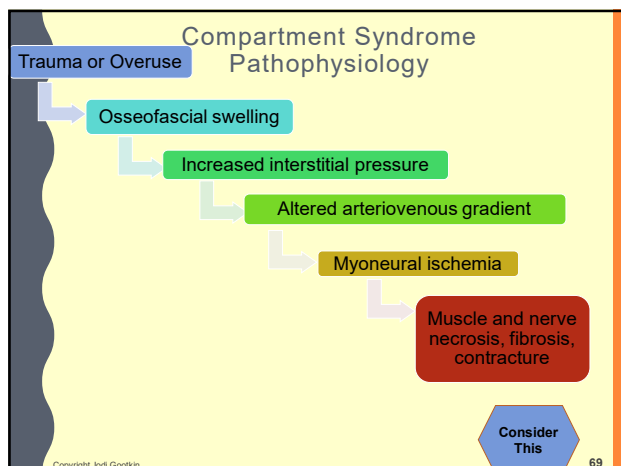 Compartment Syndrome
Pathophysiology
Trauma or Overuse
Osseofascial swelling
Increased interstitial pressure
Altered arteriovenous gradient
Myoneural ischemia
Muscle and nerve
necrosis, fibrosis,
contracture
Consider
This
Copyright Jodi Gootkin
69